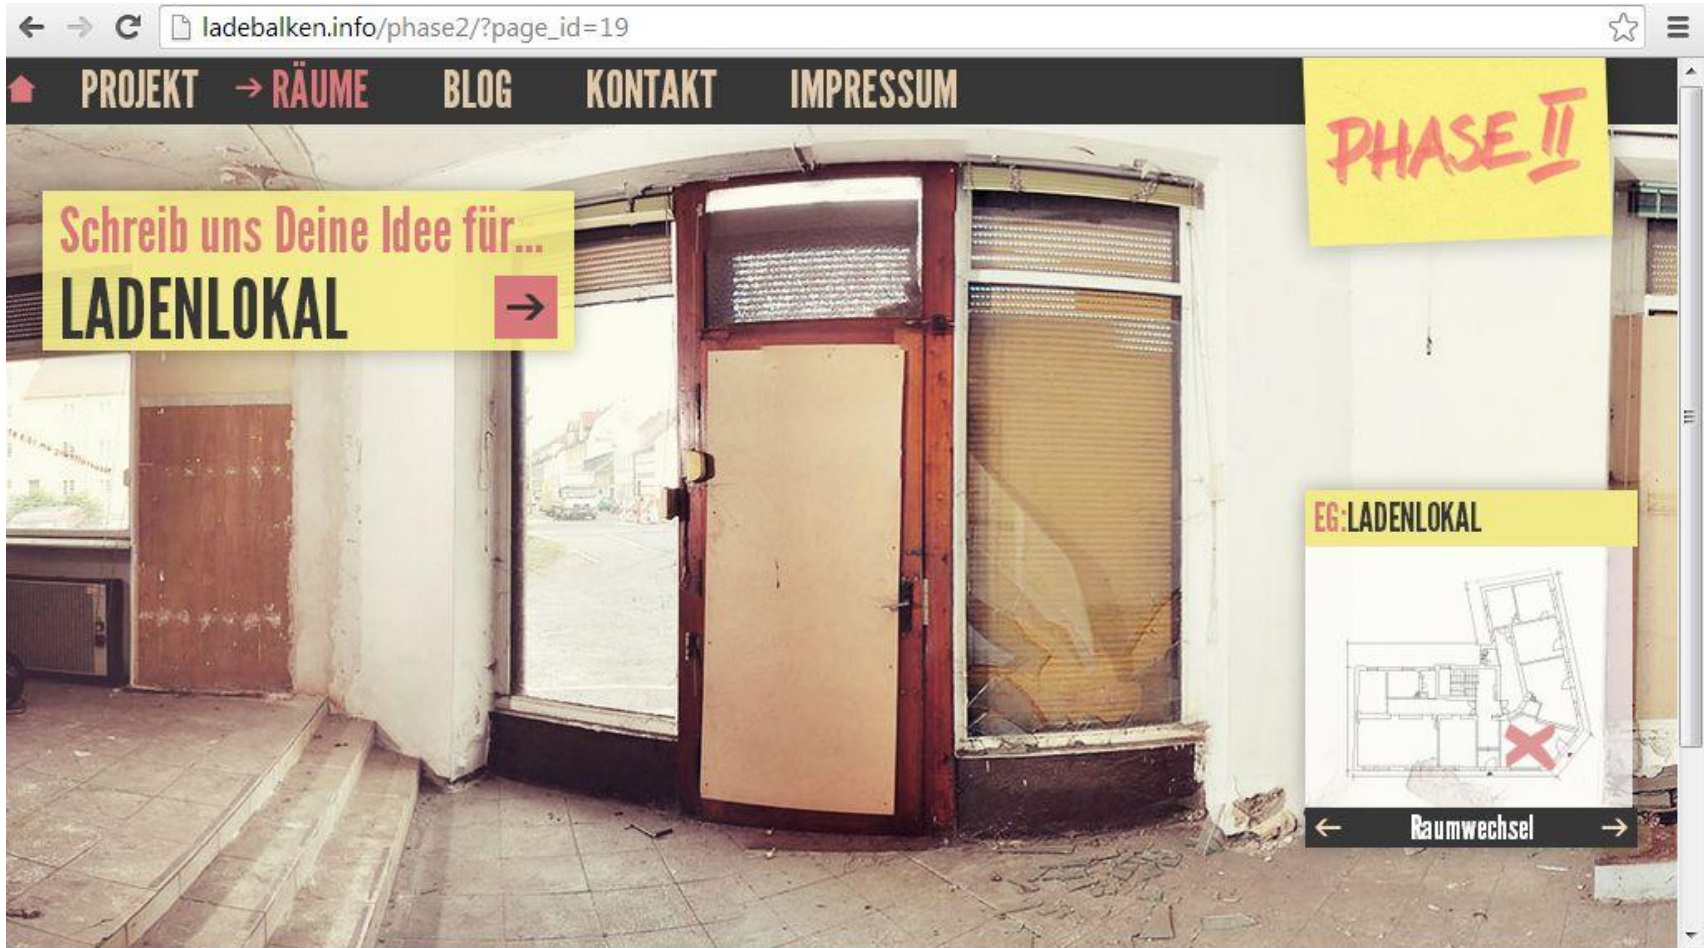 ladebalken.info/phase2/?page_id=19
PROJEKT → RÄUME BLOG KONTAKT IMPRESSUM
PHASE II
Schreib uns Deine Idee für...
LADENLOKAL →
EG:LADENLOKAL
← Raumwechsel →